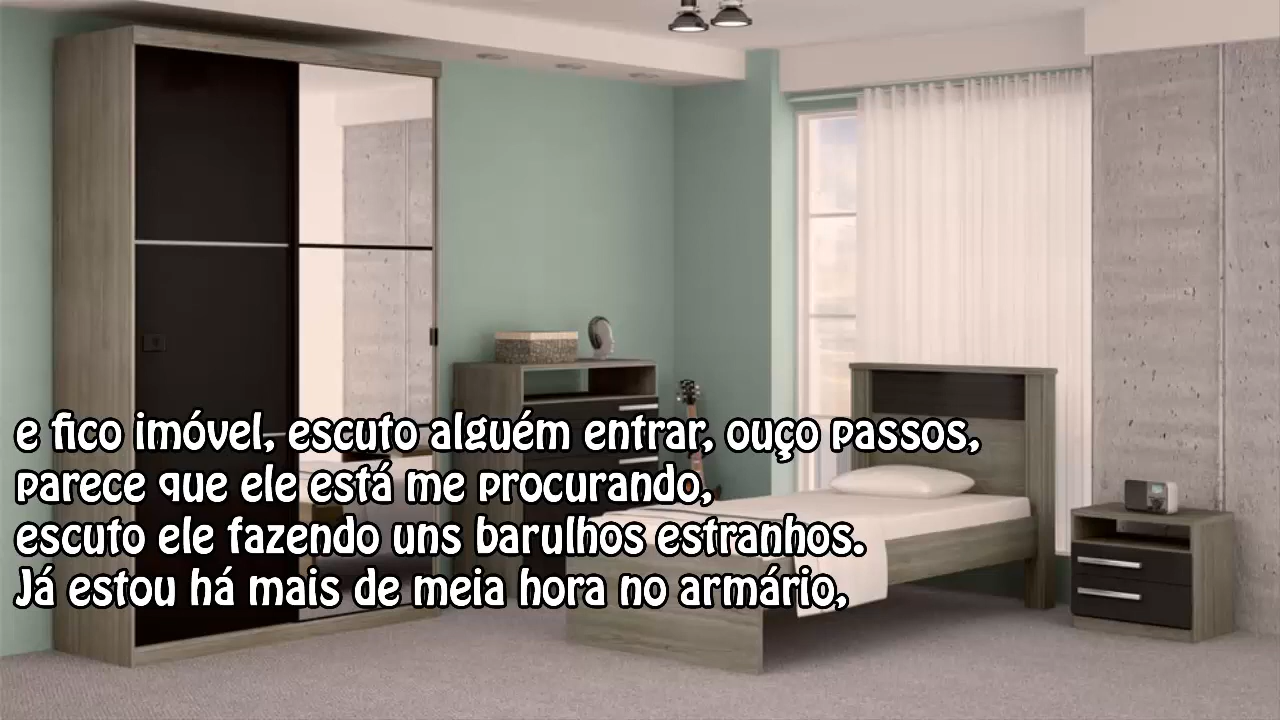 e fico imóvel, escuto alguém entrar, ouço passos,
parece que ele está me procurando,
escuto ele fazendo uns barulhos estranhos.
Já estou há mais de meia hora no armário,